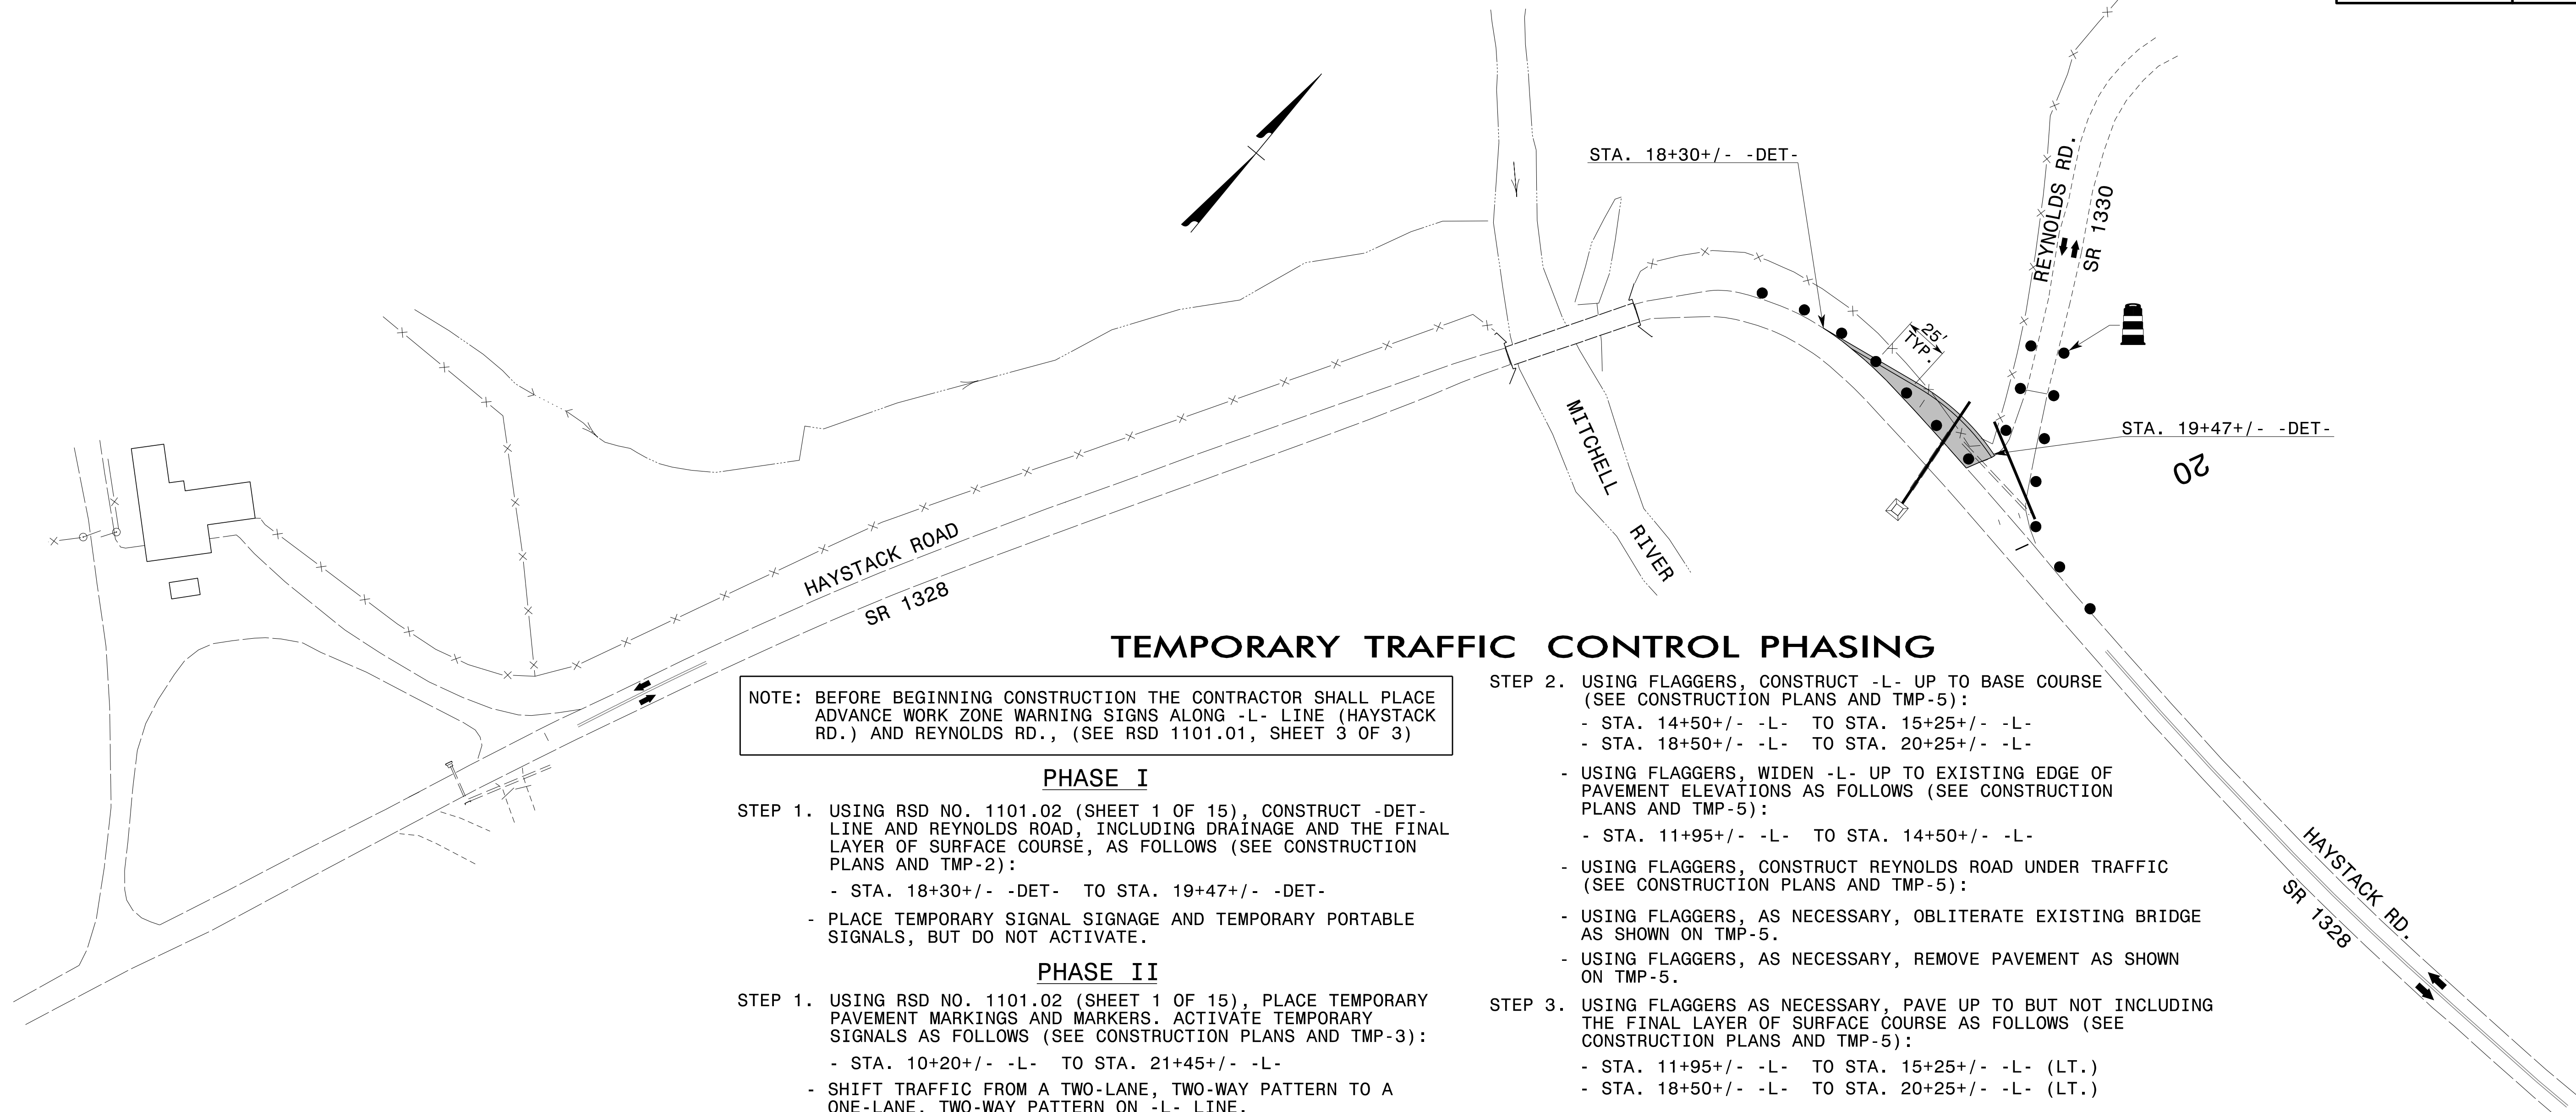 STA. 18+30+/- -DET-
REYNOLDS RD.
SR 1330
25'
TYP.
STA. 19+47+/- -DET-
20
MITCHELL
RIVER
HAYSTACK ROAD
SR 1328
HAYSTACK RD.
SR 1328
TEMPORARY TRAFFIC CONTROL PHASING
NOTE: BEFORE BEGINNING CONSTRUCTION THE CONTRACTOR SHALL PLACE
ADVANCE WORK ZONE WARNING SIGNS ALONG -L- LINE (HAYSTACK
RD.) AND REYNOLDS RD., (SEE RSD 1101.01, SHEET 3 OF 3)
PHASE I
STEP 1. USING RSD NO. 1101.02 (SHEET 1 OF 15), CONSTRUCT -DET-
LINE AND REYNOLDS ROAD, INCLUDING DRAINAGE AND THE FINAL
LAYER OF SURFACE COURSE, AS FOLLOWS (SEE CONSTRUCTION
PLANS AND TMP-2):
- STA. 18+30+/- -DET- TO STA. 19+47+/- -DET-
- PLACE TEMPORARY SIGNAL SIGNAGE AND TEMPORARY PORTABLE
SIGNALS, BUT DO NOT ACTIVATE.
PHASE II
STEP 1. USING RSD NO. 1101.02 (SHEET 1 OF 15), PLACE TEMPORARY
PAVEMENT MARKINGS AND MARKERS. ACTIVATE TEMPORARY
SIGNALS AS FOLLOWS (SEE CONSTRUCTION PLANS AND TMP-3):
- STA. 10+20+/- -L- TO STA. 21+45+/- -L-
- SHIFT TRAFFIC FROM A TWO-LANE, TWO-WAY PATTERN TO A
ONE-LANE, TWO-WAY PATTERN ON -L- LINE.
STEP 2. USING FLAGGERS, CONSTRUCT -L- UP TO BASE COURSE
(SEE CONSTRUCTION PLANS AND TMP-5):
- STA. 14+50+/- -L- TO STA. 15+25+/- -L-
- STA. 18+50+/- -L- TO STA. 20+25+/- -L-
- USING FLAGGERS, WIDEN -L- UP TO EXISTING EDGE OF
PAVEMENT ELEVATIONS AS FOLLOWS (SEE CONSTRUCTION
PLANS AND TMP-5):
- STA. 11+95+/- -L- TO STA. 14+50+/- -L-
- USING FLAGGERS, CONSTRUCT REYNOLDS ROAD UNDER TRAFFIC
(SEE CONSTRUCTION PLANS AND TMP-5):
- USING FLAGGERS, AS NECESSARY, OBLITERATE EXISTING BRIDGE
AS SHOWN ON TMP-5.
- USING FLAGGERS, AS NECESSARY, REMOVE PAVEMENT AS SHOWN
ON TMP-5.
STEP 3. USING FLAGGERS AS NECESSARY, PAVE UP TO BUT NOT INCLUDING
THE FINAL LAYER OF SURFACE COURSE AS FOLLOWS (SEE
CONSTRUCTION PLANS AND TMP-5):
- STA. 11+95+/- -L- TO STA. 15+25+/- -L- (LT.)
- STA. 18+50+/- -L- TO STA. 20+25+/- -L- (LT.)